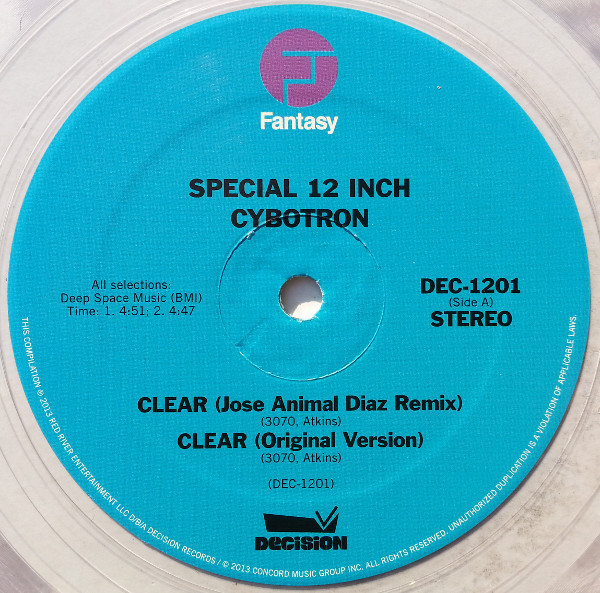 Fantasy
SPECIAL 12 INCH
CYBOTRON
All selections:
Deep Space Music (BMI)
Time: 1. 4:51; 2. 4:47
DEC-1201
(Side A)
STEREO
CLEAR (Jose Animal Diaz Remix)
(3070, Atkins)
CLEAR (Original Version)
(3070, Atkins)
(DEC-1201)
DECISION
THIS COMPILATION ℗ 2013 RED RIVER ENTERTAINMENT LLC D/B/A DECISION RECORDS / © 2013 CONCORD MUSIC GROUP INC. ALL RIGHTS RESERVED. UNAUTHORIZED DUPLICATION IS A VIOLATION OF APPLICABLE LAWS.